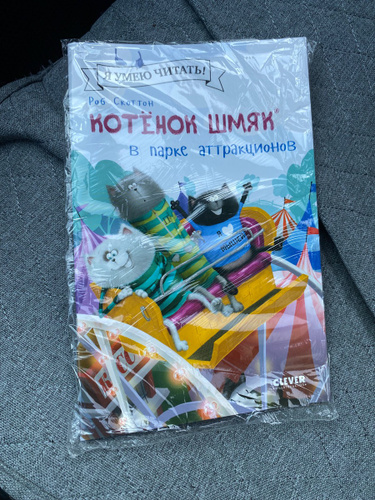 Я УМЕЮ ЧИТАТЬ!
Роб Скоттон
КОТЁНОК ШМЯК®
в парке аттракционов
CLEVER